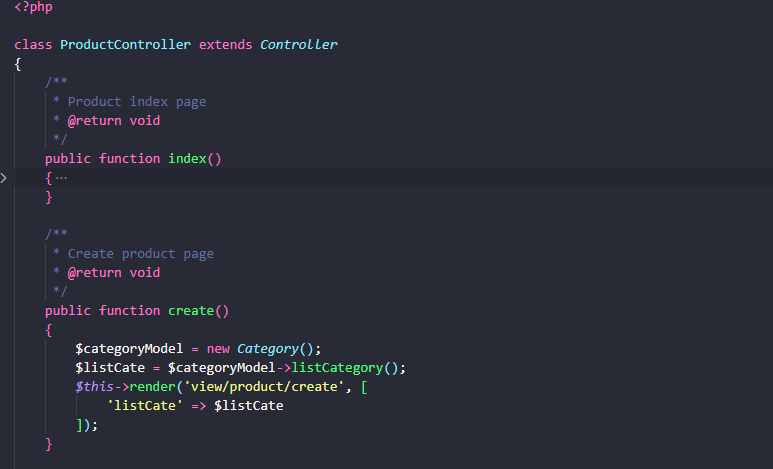 <?php
class ProductController extends Controller
{
/**
* Product index page
* @return void
*/
public function index()
{ ...
}
/**
* Create product page
* @return void
*/
public function create()
{
$categoryModel = new Category();
$listCate = $categoryModel->listCategory();
$this->render('view/product/create', [
'listCate' => $listCate
]);
}